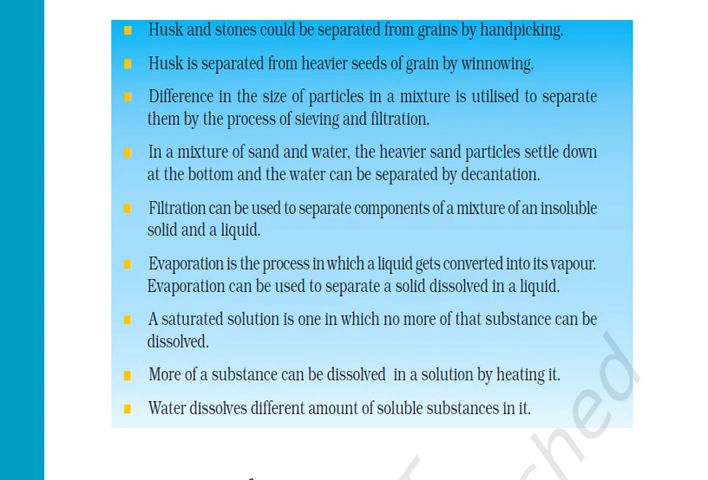 Husk and stones could be separated from grains by handpicking.
Husk is separated from heavier seeds of grain by winnowing.
Difference in the size of particles in a mixture is utilised to separate
them by the process of sieving and filtration.
In a mixture of sand and water, the heavier sand particles settle down
at the bottom and the water can be separated by decantation.
Filtration can be used to separate components of a mixture of an insoluble
solid and a liquid.
Evaporation is the process in which a liquid gets converted into its vapour.
Evaporation can be used to separate a solid dissolved in a liquid.
A saturated solution is one in which no more of that substance can be
dissolved.
More of a substance can be dissolved in a solution by heating it.
Water dissolves different amount of soluble substances in it.